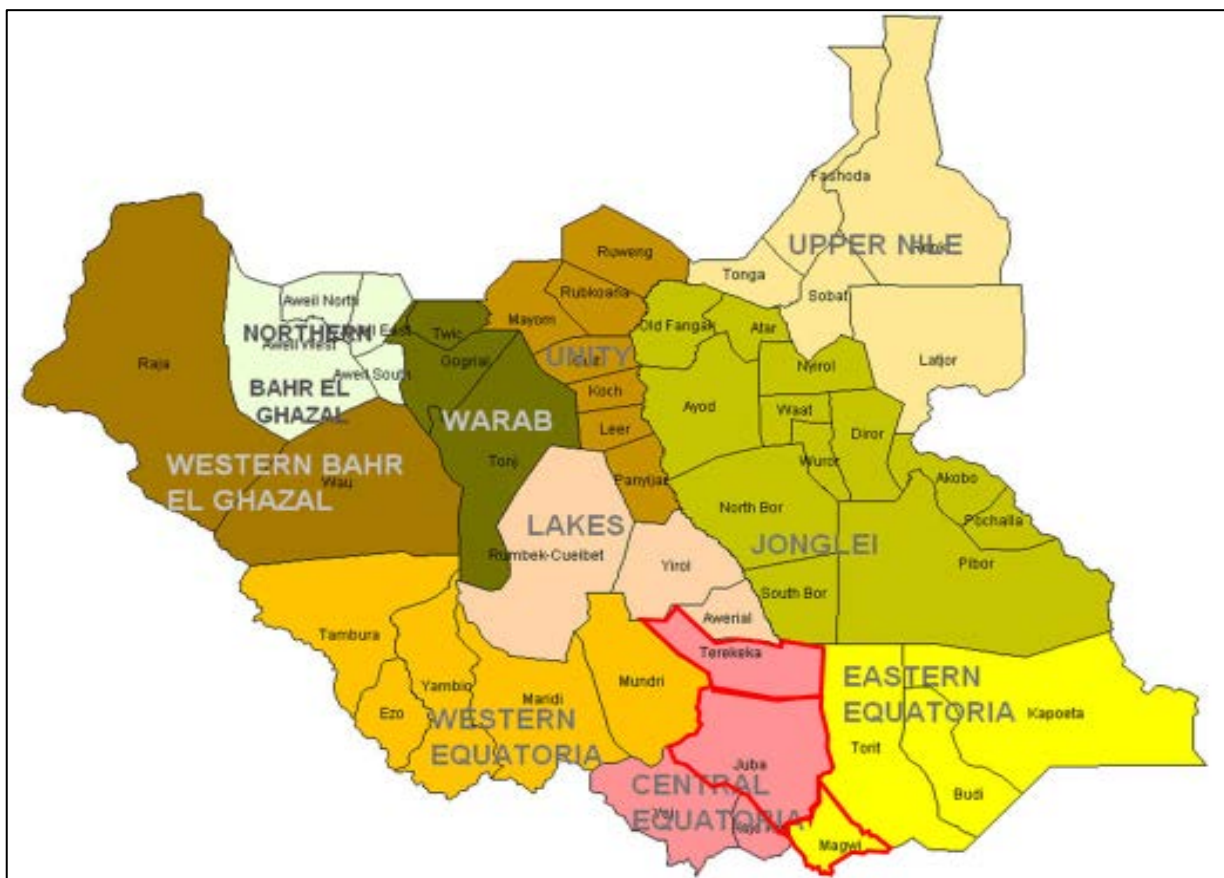 Fashoda
UPPER NILE
Ruweng
Tonga
Sobat
Rubkoaria
Aweil North
Mayom
Old Fangak
Atar
NORTHERN
Aweil East
Twic
Aweil West
Gogrial
UNITY
Nyirol
Latjor
Raja
Aweil South
BAHR EL
GHAZAL
Koch
Ayod
Waat
Diror
WARAB
Leer
Wuror
WESTERN BAHR
EL GHAZAL
Wau
Tonj
Panyijar
Akobo
North Bor
Pochalla
LAKES
JONGLEI
Rumbek-Cueibet
Yirol
Pibor
South Bor
Awerial
Tambura
Terekeka
Mundri
EASTERN
EQUATORIA
Yambio
Maridi
Ezo
Kapoeta
WESTERN
EQUATORIA
Torit
Juba
CENTRAL
EQUATORIA
Budi
Magwi